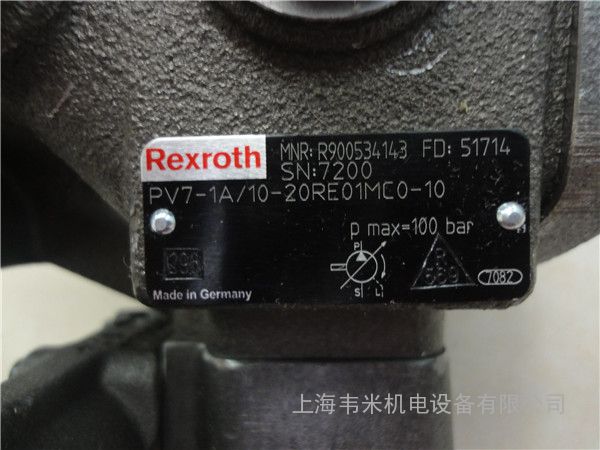 Rexroth
MNR: R900534143 FD: 51714
SN:7200
PV7-1A/10-20RE01MC0-10
p max=100 bar
P
S L
7082
Made in Germany
上海韦米机电设备有限公司